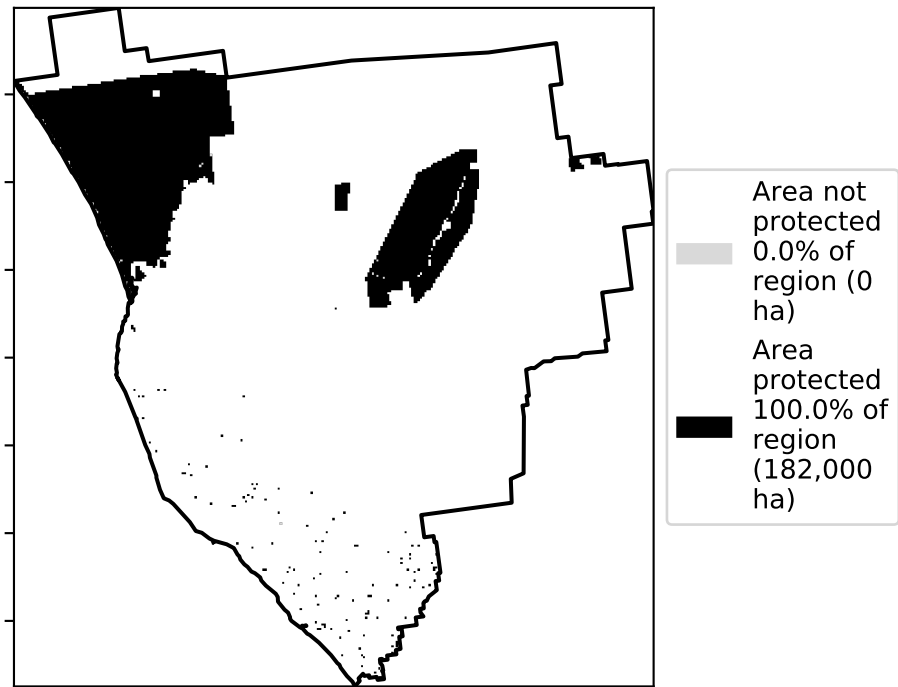 Area not
protected
0.0% of
region (0
ha)
Area
protected
100.0% of
region
(182,000
ha)